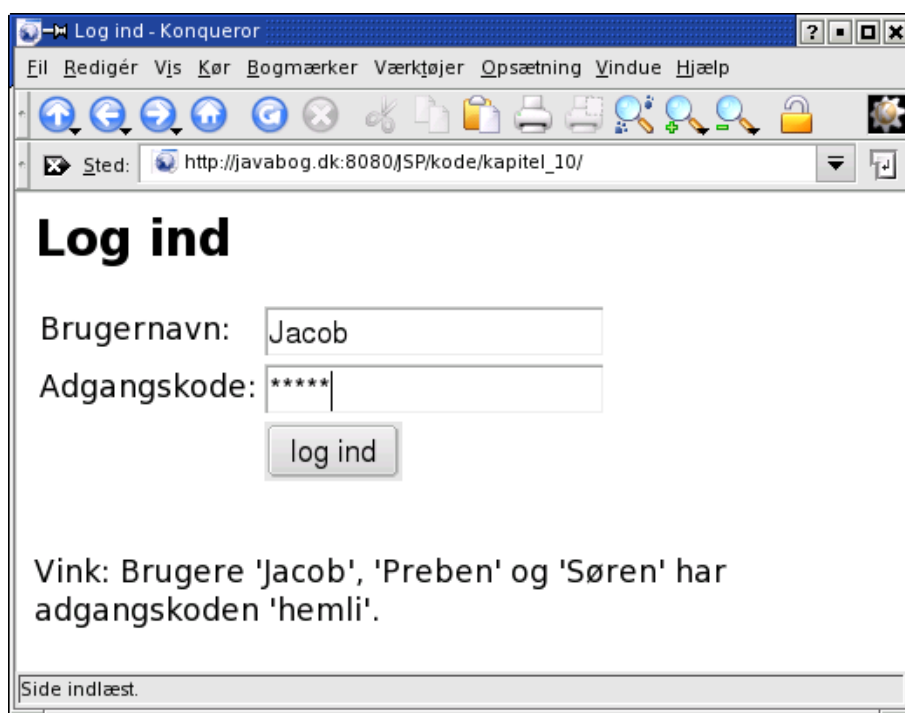 Log ind - Konqueror
Fil Redigér Vis Kør Bogmærker Værktøjer Opsætning Vindue Hjælp
Sted: http://javabog.dk:8080/JSP/kode/kapitel_10/
Log ind
Brugernavn: Jacob
Adgangskode: *****
log ind
Vink: Brugere 'Jacob', 'Preben' og 'Søren' har
adgangskoden 'hemli'.
Side indlæst.